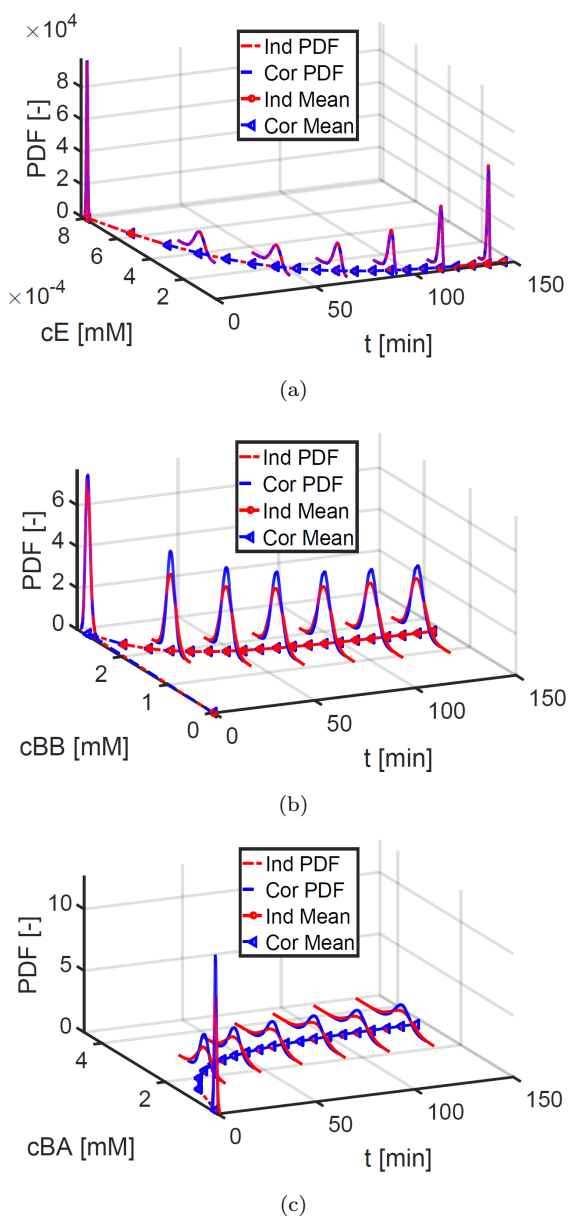 ×10⁴
Ind PDF
Cor PDF
Ind Mean
Cor Mean
PDF [-]
8
6
4
2
0
8
6
4
2
×10⁻⁴
cE [mM]
0
50
100
150
t [min]
(a)
Ind PDF
Cor PDF
Ind Mean
Cor Mean
PDF [-]
6
4
2
0
2
1
0
cBB [mM]
0
50
100
150
t [min]
(b)
Ind PDF
Cor PDF
Ind Mean
Cor Mean
PDF [-]
10
5
0
4
2
cBA [mM]
0
50
100
150
t [min]
(c)